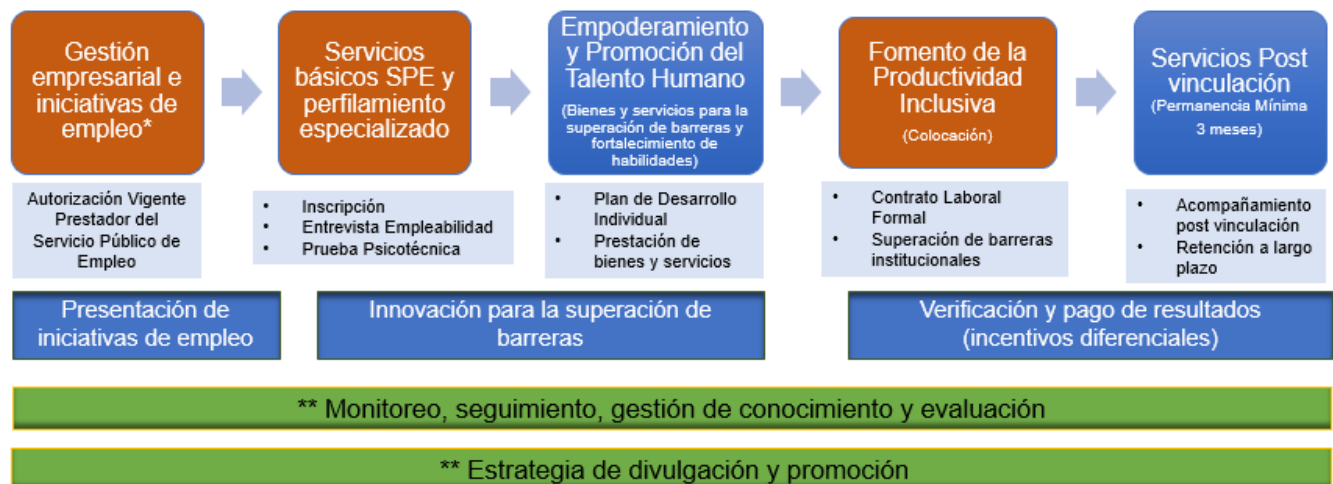 Gestión
empresarial e
iniciativas de
empleo*
Servicios
básicos SPE y
perfilamiento
especializado
Empoderamiento
y Promoción del
Talento Humano
(Bienes y servicios para la
superación de barreras y
fortalecimiento de
habilidades)
Fomento de la
Productividad
Inclusiva
(Colocación)
Servicios Post
vinculación
(Permanencia Mínima
3 meses)
Autorización Vigente
Prestador del
Servicio Público de
Empleo
• Inscripción
• Entrevista Empleabilidad
• Prueba Psicotécnica
• Plan de Desarrollo
Individual
• Prestación de
bienes y servicios
• Contrato Laboral
Formal
• Superación de barreras
institucionales
• Acompañamiento
post vinculación
• Retención a largo
plazo
Presentación de
iniciativas de empleo
Innovación para la superación de
barreras
Verificación y pago de resultados
(incentivos diferenciales)
** Monitoreo, seguimiento, gestión de conocimiento y evaluación
** Estrategia de divulgación y promoción